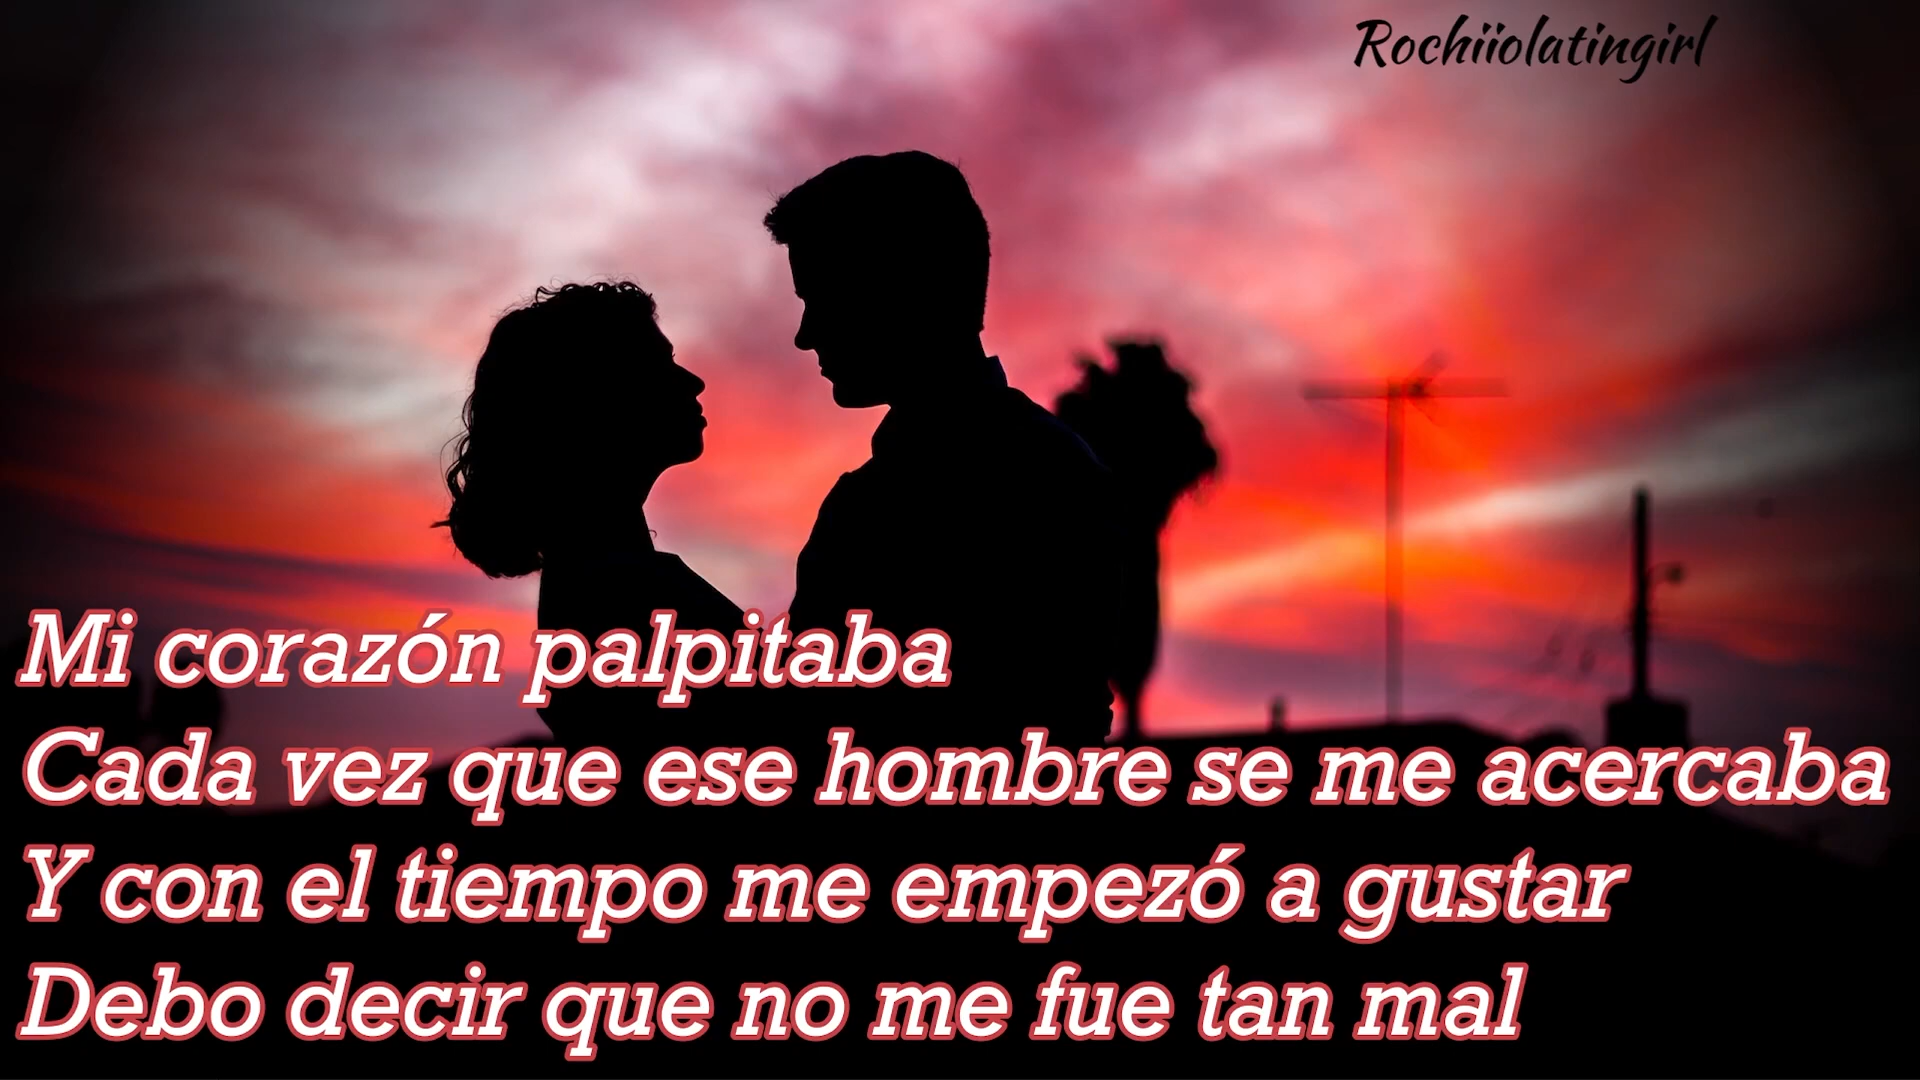 Rochiiolatingirl
Mi corazón palpitaba
Cada vez que ese hombre se me acercaba
Y con el tiempo me empezó a gustar
Debo decir que no me fue tan mal